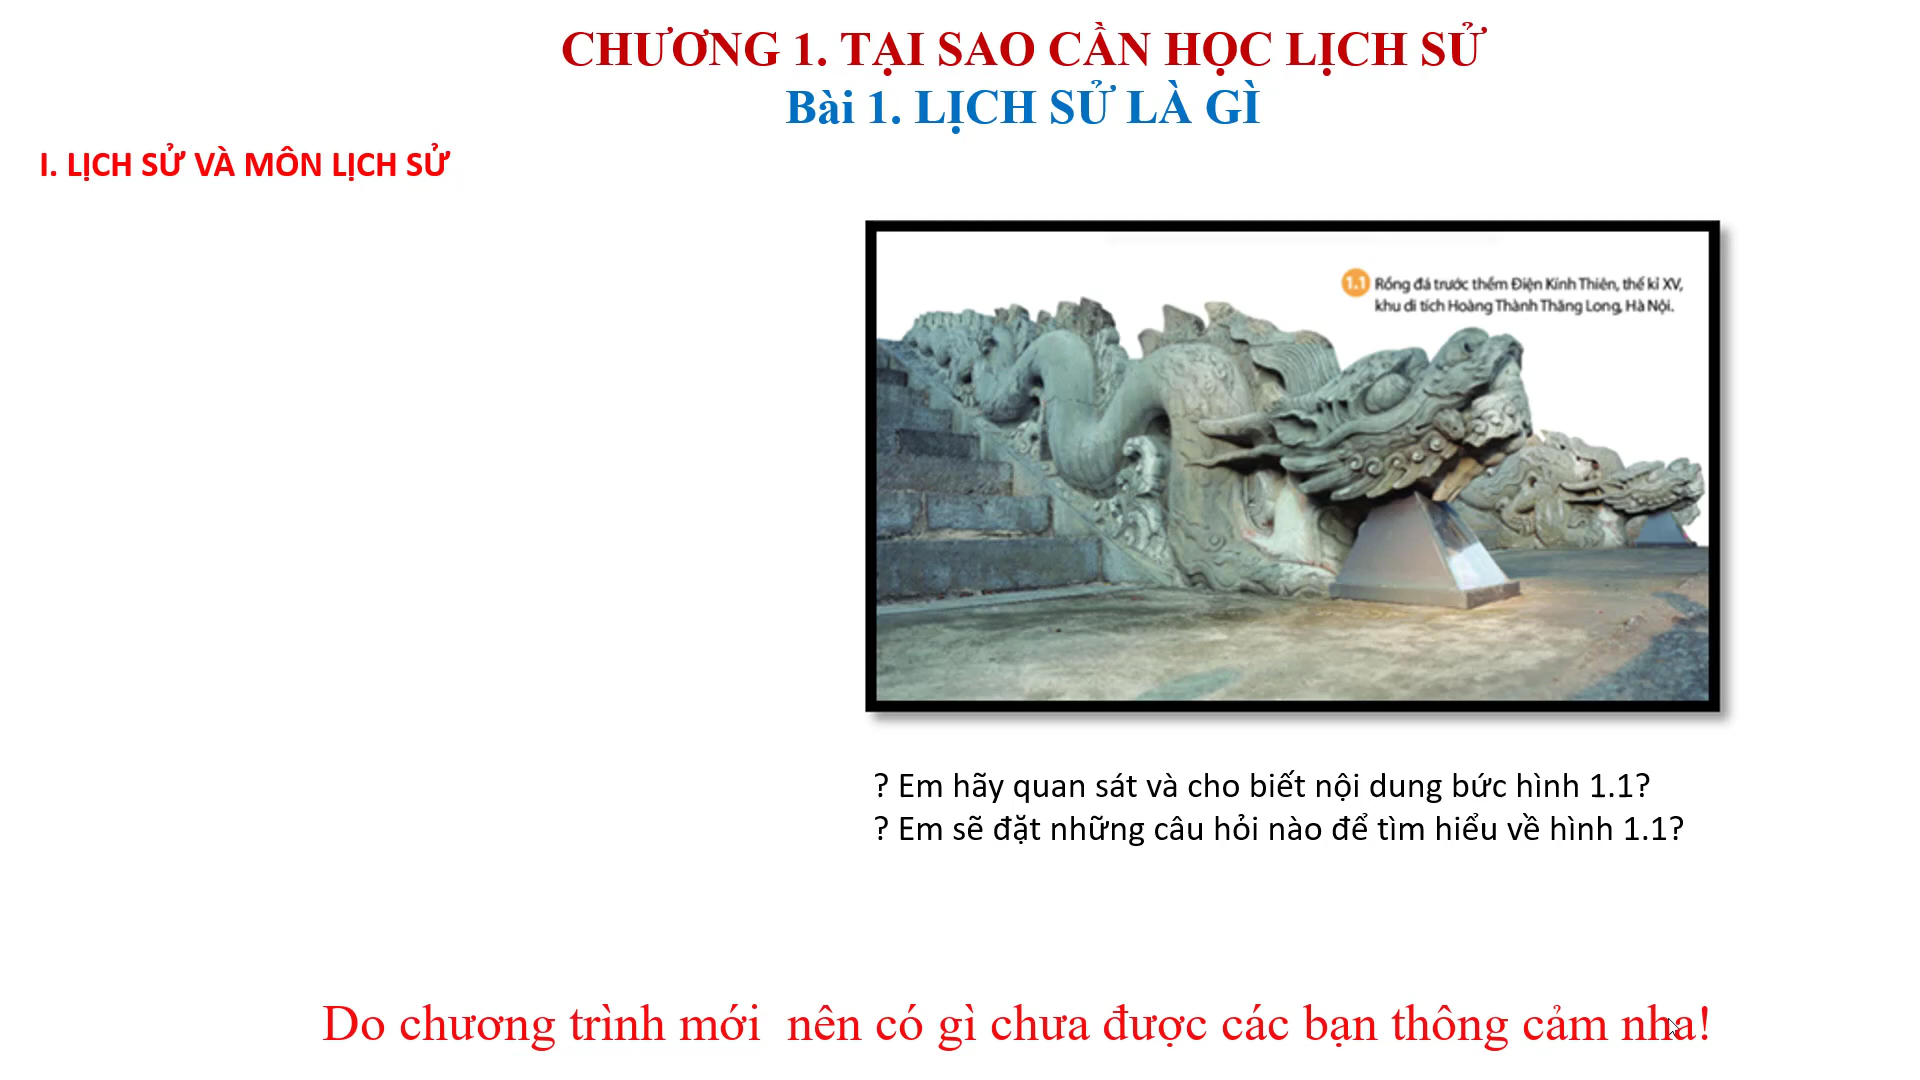 CHƯƠNG 1. TẠI SAO CẦN HỌC LỊCH SỬ
Bài 1. LỊCH SỬ LÀ GÌ
I. LỊCH SỬ VÀ MÔN LỊCH SỬ
1.1 Rồng đá trước thềm Điện Kính Thiên, thế kỉ XV,
khu di tích Hoàng Thành Thăng Long, Hà Nội.
? Em hãy quan sát và cho biết nội dung bức hình 1.1?
? Em sẽ đặt những câu hỏi nào để tìm hiểu về hình 1.1?
Do chương trình mới  nên có gì chưa được các bạn thông cảm nha!